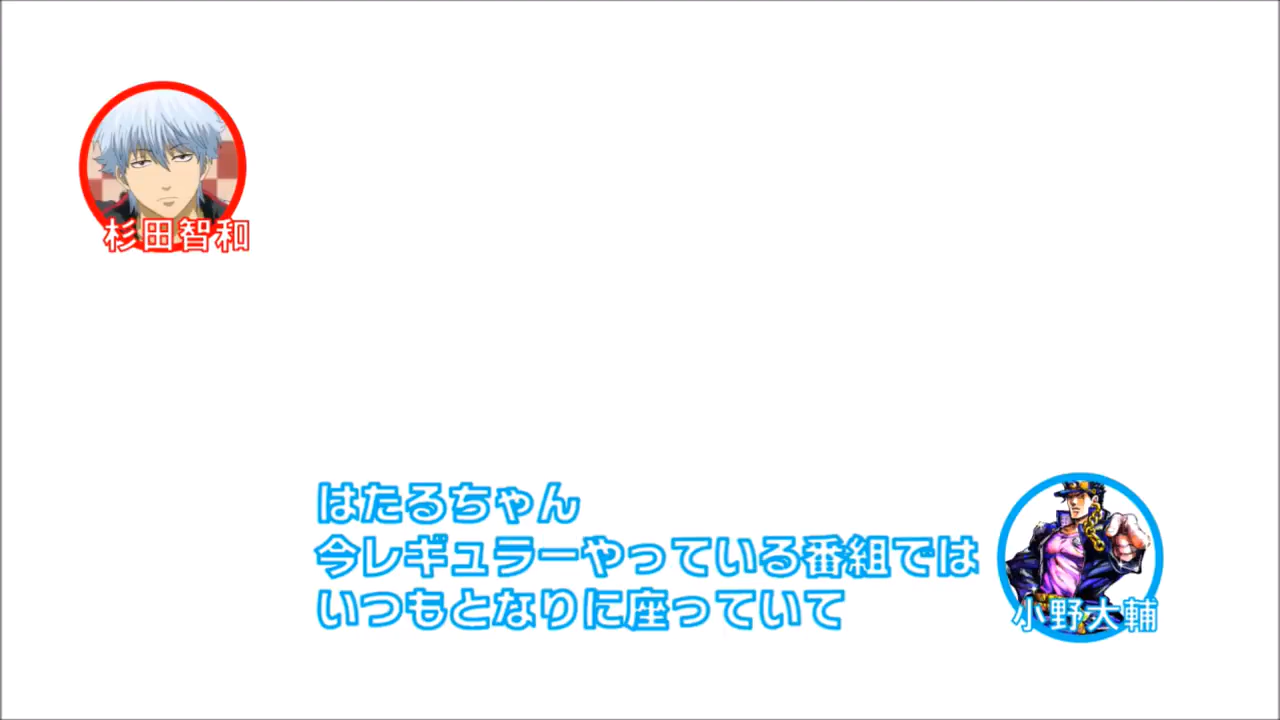 杉田智和
はたるちゃん
今レギュラーやっている番組では
いつもとなりに座っていて
小野大輔